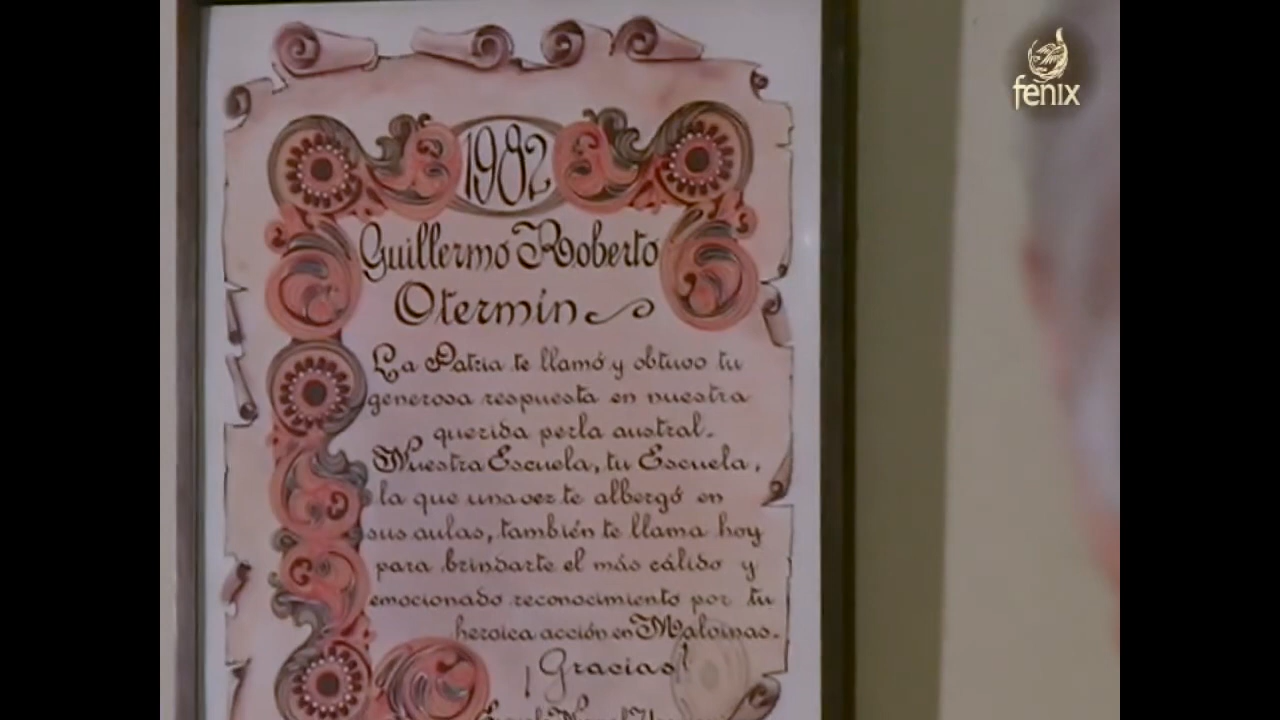 fenix
1982
Guillermo Roberto
Otermin
La Patria te llamó y obtuvo tu
generosa respuesta en nuestra
querida perla austral.
Nuestra Escuela, tu Escuela,
la que una vez te albergó en
sus aulas, también te llama hoy
para brindarte el más cálido y
emocionado reconocimiento por tu
heroica acción en Malvinas.
¡Gracias!